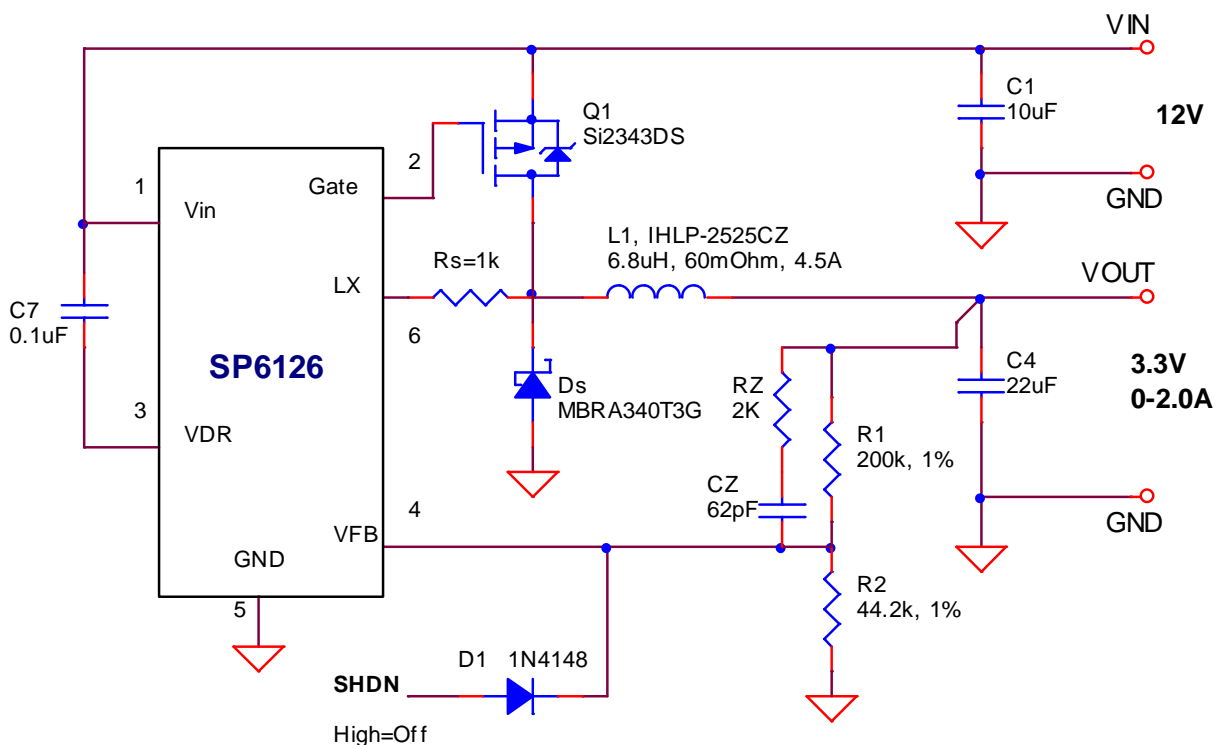 VIN
C1
10uF
12V
GND
Q1
Si2343DS
2
1
Gate
Vin
L1, IHLP-2525CZ
6.8uH, 60mOhm, 4.5A
VOUT
Rs=1k
LX
6
C7
0.1uF
SP6126
3
VDR
Ds
MBRA340T3G
RZ
2K
R1
200k, 1%
C4
22uF
3.3V
0-2.0A
CZ
62pF
4
VFB
GND
GND
5
R2
44.2k, 1%
D1 1N4148
SHDN
High=Off